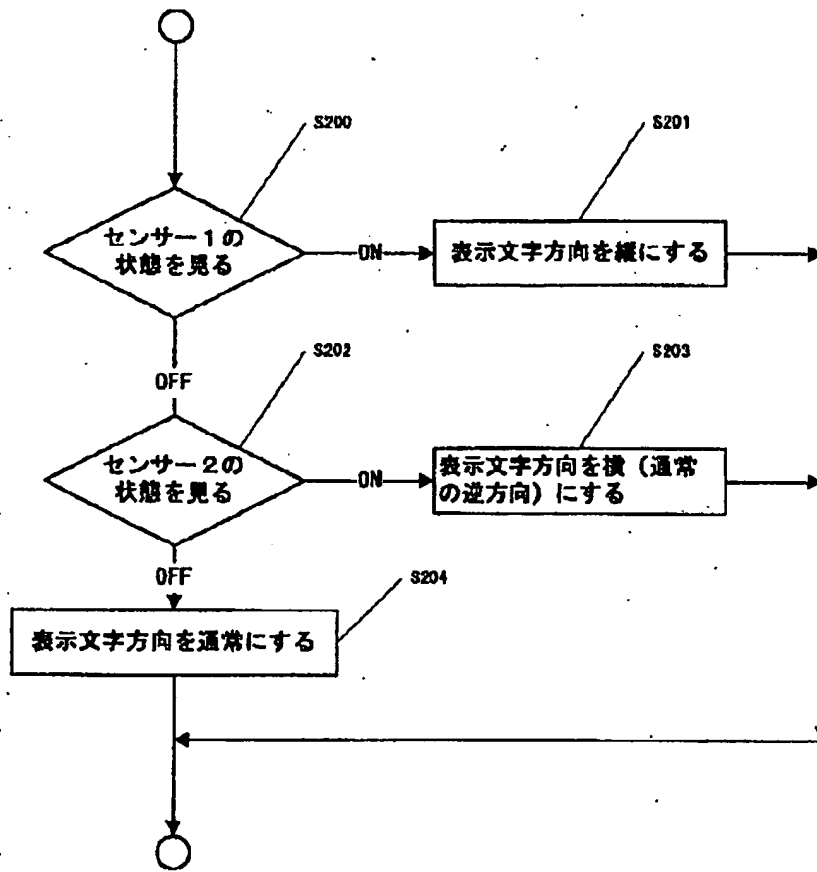 S200
S201
センサー1の
状態を見る
ON
表示文字方向を縦にする
OFF
S202
S203
センサー2の
状態を見る
ON
表示文字方向を横（通常
の逆方向）にする
OFF
S204
表示文字方向を通常にする